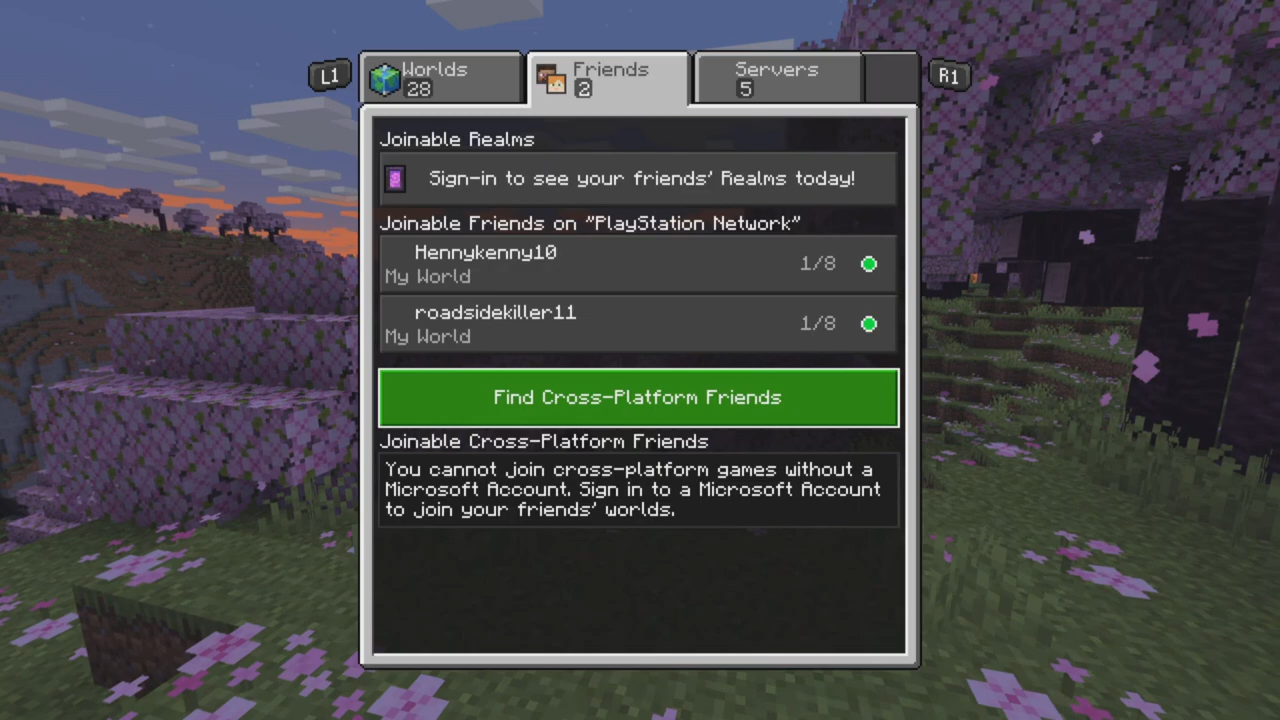 L1
Worlds
28
Friends
2
Servers
5
R1
Joinable Realms
Sign-in to see your friends' Realms today!
Joinable Friends on "PlayStation Network"
Hennykenny10
My World
1/8
roadsidekiller11
My World
1/8
Find Cross-Platform Friends
Joinable Cross-Platform Friends
You cannot join cross-platform games without a
Microsoft Account. Sign in to a Microsoft Account
to join your friends' worlds.